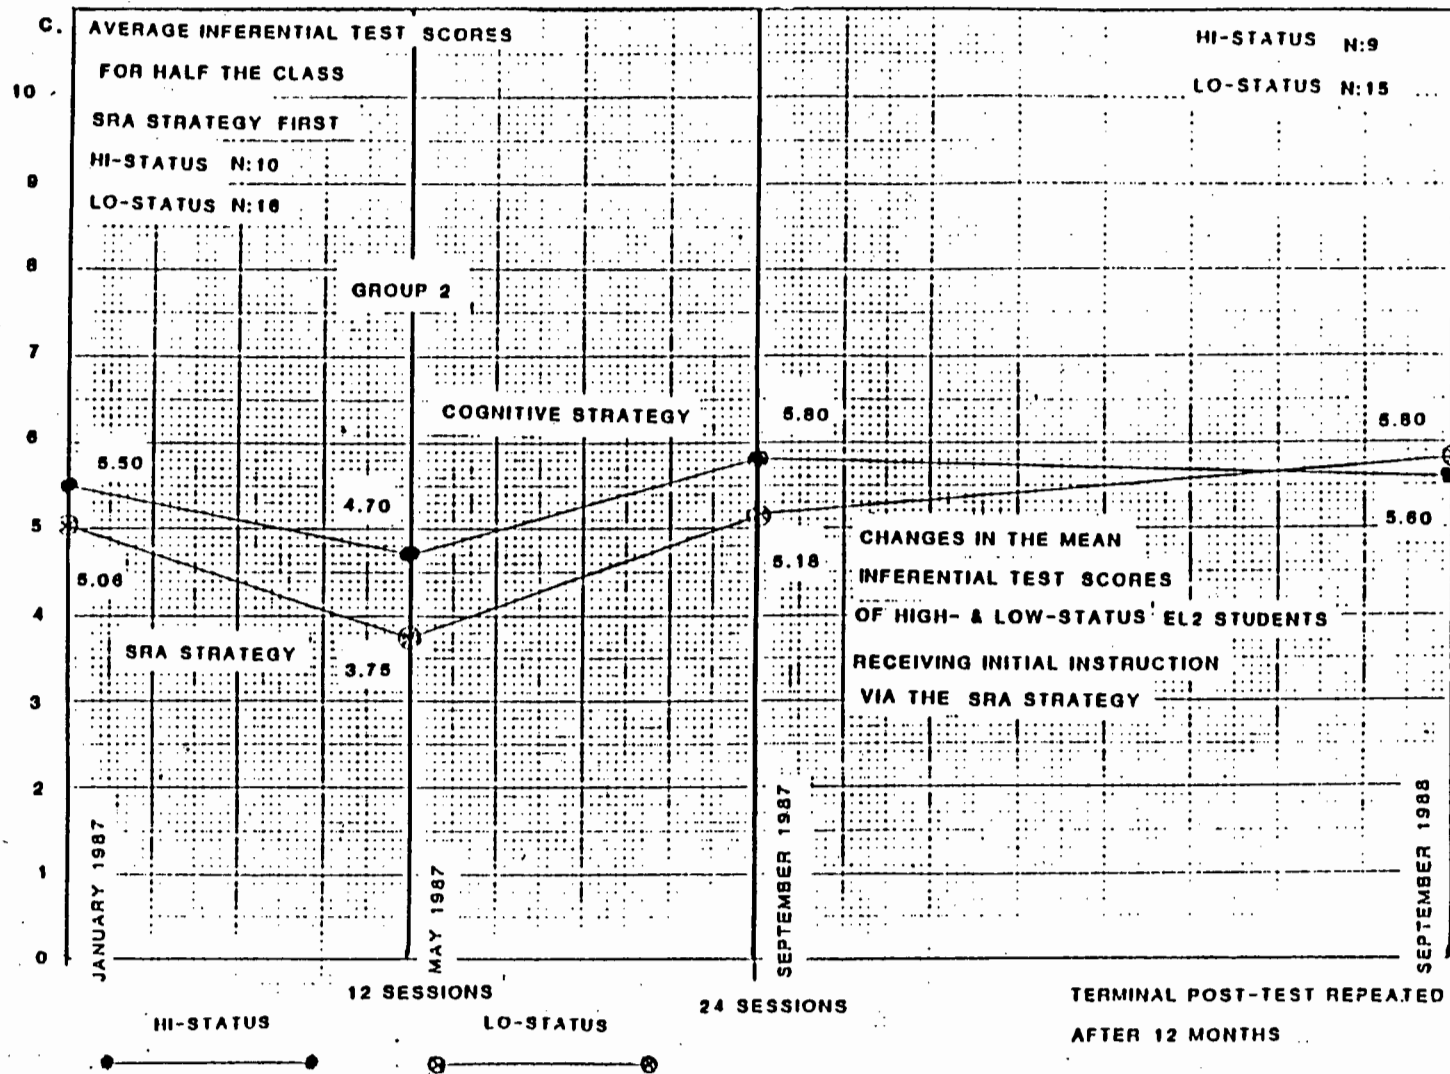 C. AVERAGE INFERENTIAL TEST SCORES
FOR HALF THE CLASS
SRA STRATEGY FIRST
HI-STATUS N:10
LO-STATUS N:16
HI-STATUS N:9
LO-STATUS N:15
10
9
8
7
6
5
4
3
2
1
0
GROUP 2
COGNITIVE STRATEGY
SRA STRATEGY
5.50
5.06
4.70
3.75
5.80
5.18
5.80
5.60
CHANGES IN THE MEAN
INFERENTIAL TEST SCORES
OF HIGH- & LOW-STATUS EL2 STUDENTS
RECEIVING INITIAL INSTRUCTION
VIA THE SRA STRATEGY
JANUARY 1987
MAY 1987
SEPTEMBER 1987
SEPTEMBER 1988
12 SESSIONS
24 SESSIONS
TERMINAL POST-TEST REPEATED
AFTER 12 MONTHS
HI-STATUS
LO-STATUS